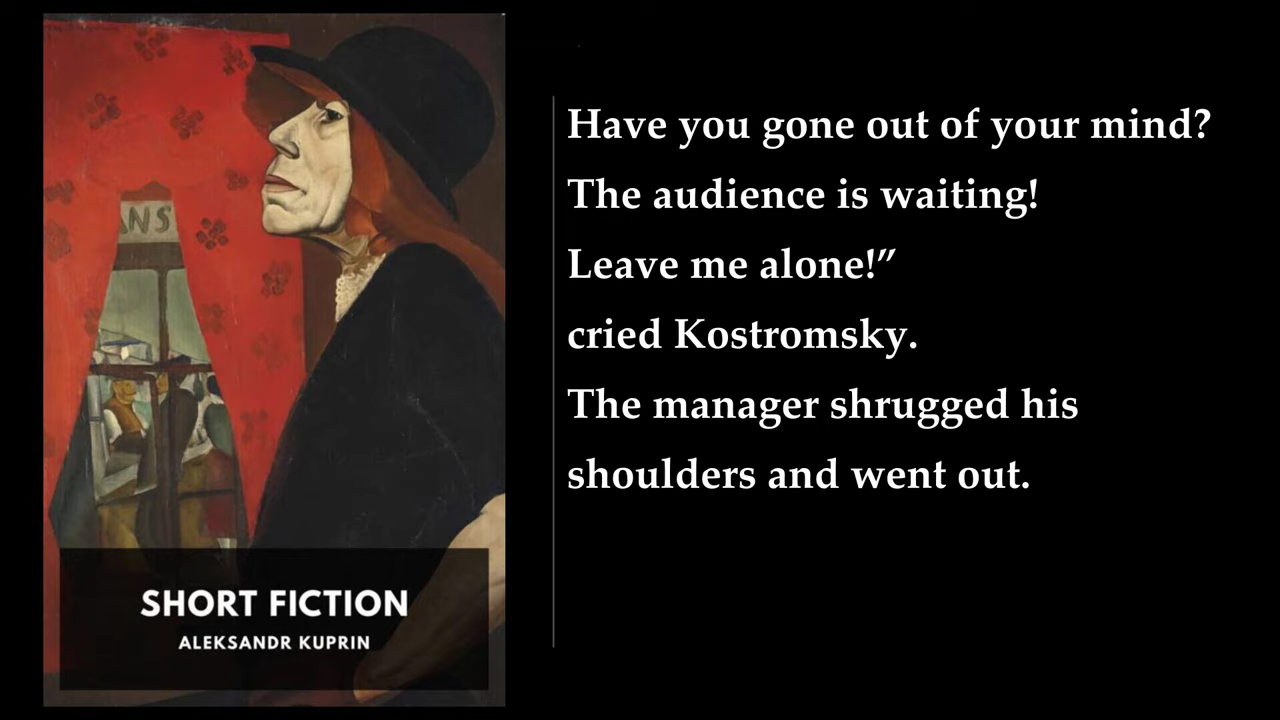 ANS
SHORT FICTION
ALEKSANDR KUPRIN
Have you gone out of your mind?
The audience is waiting!
Leave me alone!”
cried Kostromsky.
The manager shrugged his
shoulders and went out.